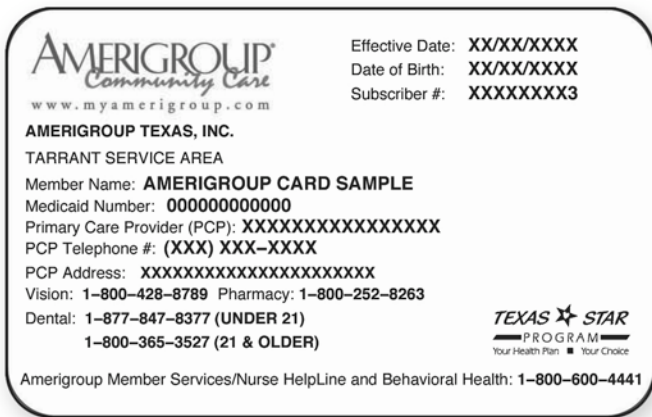 AMERIGROUP®
Community Care
www.myamerigroup.com
Effective Date: XX/XX/XXXX
Date of Birth: XX/XX/XXXX
Subscriber #: XXXXXXXX3
AMERIGROUP TEXAS, INC.
TARRANT SERVICE AREA
Member Name: AMERIGROUP CARD SAMPLE
Medicaid Number: 000000000000
Primary Care Provider (PCP): XXXXXXXXXXXXXXXX
PCP Telephone #: (XXX) XXX–XXXX
PCP Address: XXXXXXXXXXXXXXXXXXXXXX
Vision: 1–800–428–8789 Pharmacy: 1–800–252–8263
Dental: 1–877–847–8377 (UNDER 21)
1–800–365–3527 (21 & OLDER)
TEXAS STAR
PROGRAM
Your Health Plan ■ Your Choice
Amerigroup Member Services/Nurse HelpLine and Behavioral Health: 1–800–600–4441